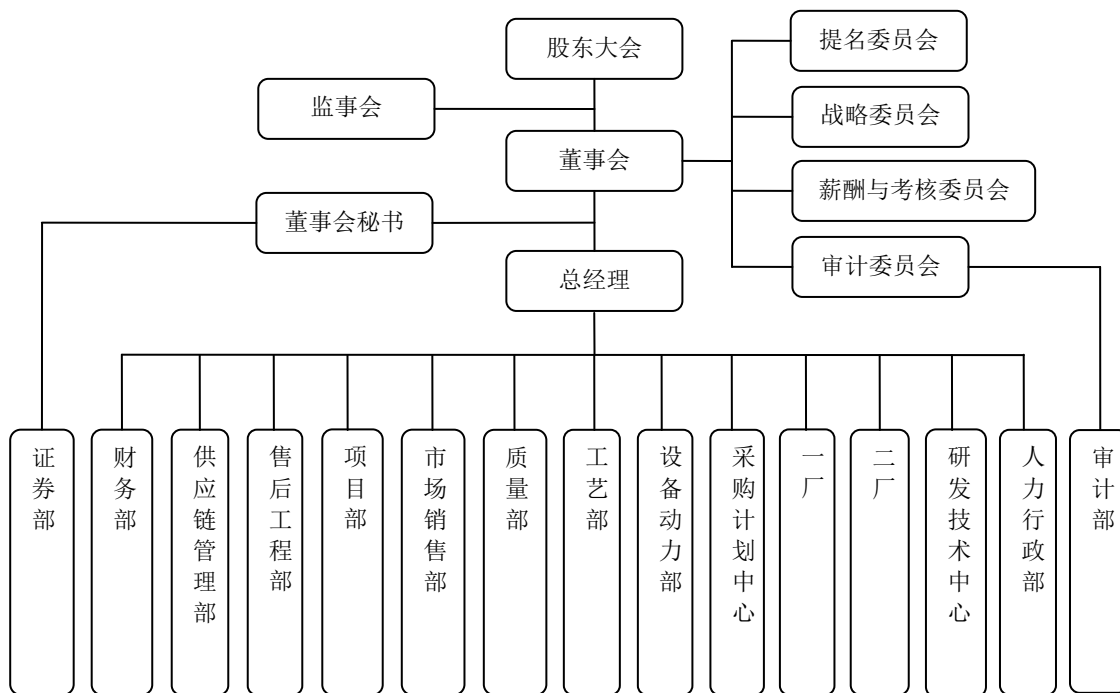 股东大会
提名委员会
监事会
战略委员会
董事会
薪酬与考核委员会
董事会秘书
审计委员会
总经理
证券部
财务部
供应链管理部
售后工程部
项目部
市场销售部
质量部
工艺部
设备动力部
采购计划中心
一厂
二厂
研发技术中心
人力行政部
审计部